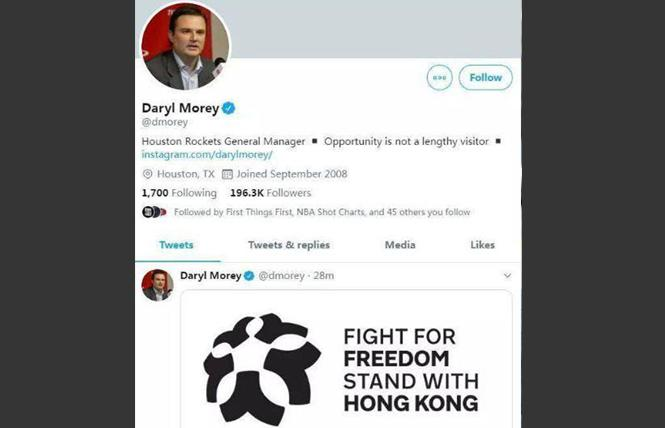 Follow
Daryl Morey
@dmorey
Houston Rockets General Manager ▪ Opportunity is not a lengthy visitor ▪
instagram.com/darylmorey/
Houston, TX Joined September 2008
1,700 Following 196.3K Followers
Followed by First Things First, NBA Shot Charts, and 45 others you follow
Tweets Tweets & replies Media Likes
Daryl Morey @dmorey · 28m
FIGHT FOR
FREEDOM
STAND WITH
HONG KONG